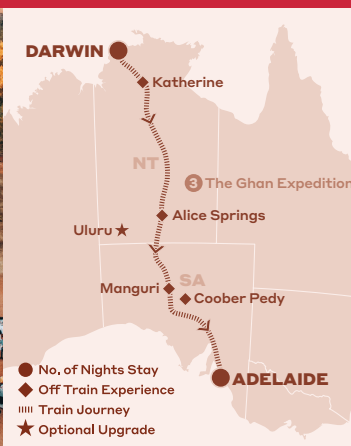 DARWIN
Katherine
NT
3 The Ghan Expedition
Alice Springs
Uluru
SA
Manguri
Coober Pedy
ADELAIDE
No. of Nights Stay
Off Train Experience
Train Journey
Optional Upgrade